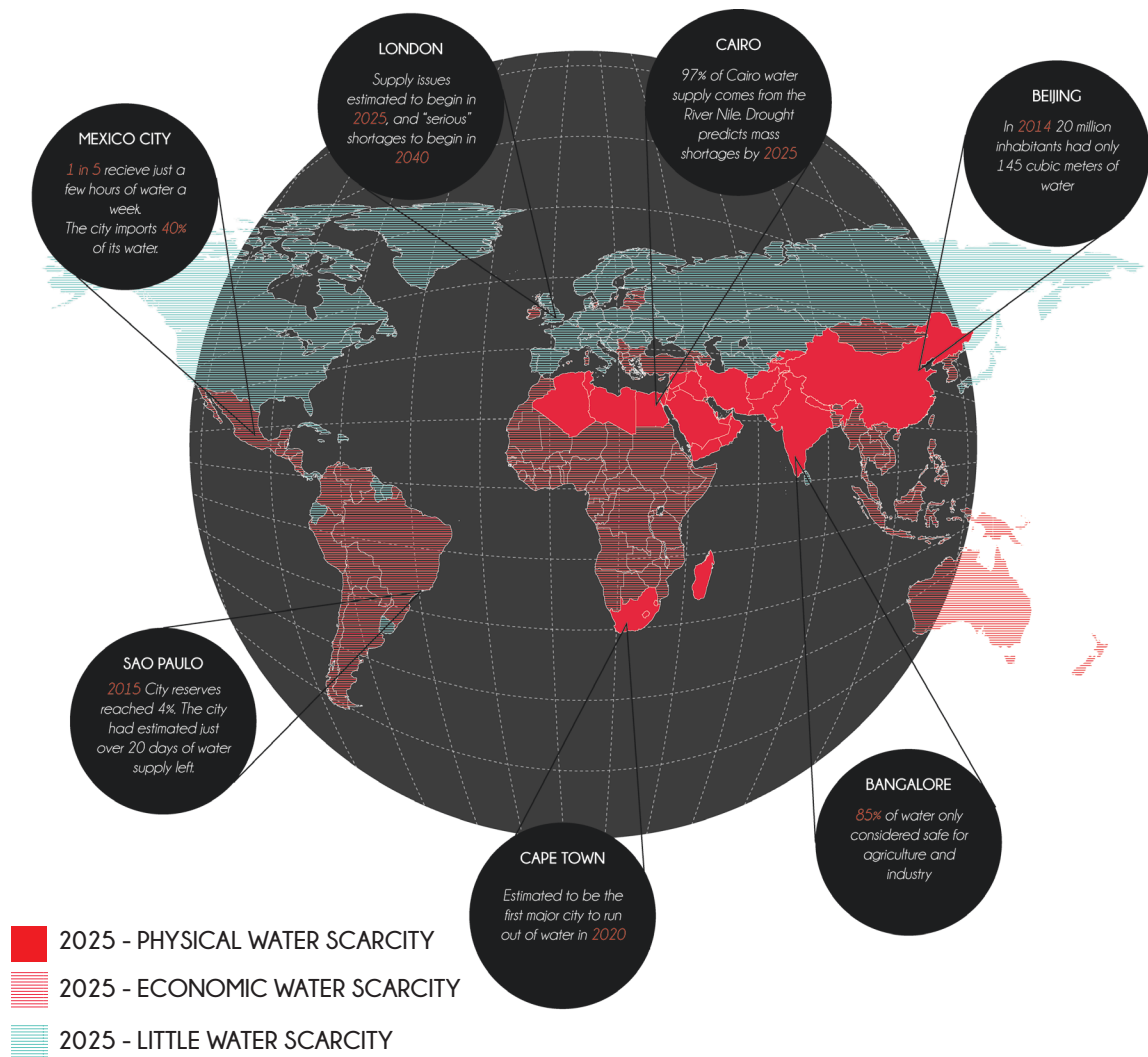 LONDON
Supply issues
estimated to begin in
2025, and “serious”
shortages to begin in
2040
CAIRO
97% of Cairo water
supply comes from the
River Nile. Drought
predicts mass
shortages by 2025
BEIJING
In 2014 20 million
inhabitants had only
145 cubic meters of
water
MEXICO CITY
1 in 5 recieve just a
few hours of water a
week.
The city imports 40%
of its water.
SAO PAULO
2015 City reserves
reached 4%. The city
had estimated just
over 20 days of water
supply left.
CAPE TOWN
Estimated to be the
first major city to run
out of water in 2020
BANGALORE
85% of water only
considered safe for
agriculture and
industry
2025 - PHYSICAL WATER SCARCITY
2025 - ECONOMIC WATER SCARCITY
2025 - LITTLE WATER SCARCITY